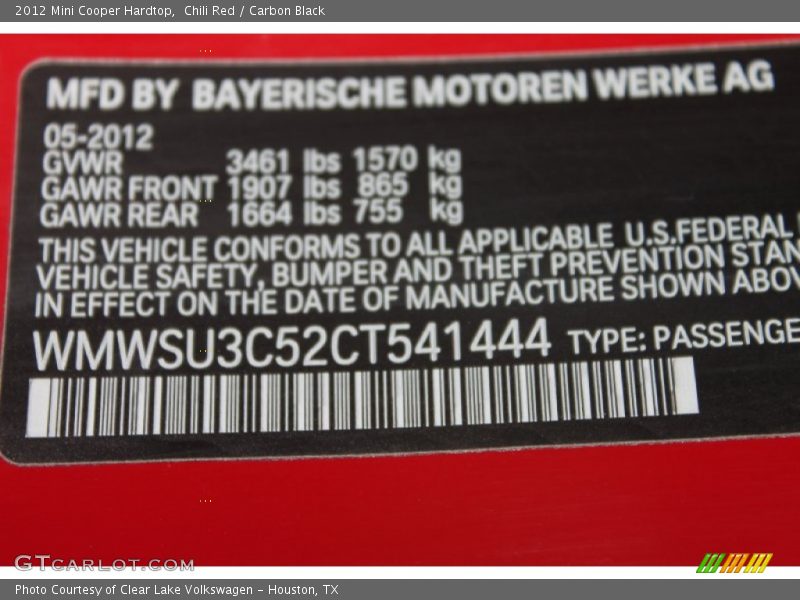 2012 Mini Cooper Hardtop,  Chili Red / Carbon Black
MFD BY BAYERISCHE MOTOREN WERKE AG
05-2012
GVWR 3461 lbs 1570 kg
GAWR FRONT 1907 lbs 865 kg
GAWR REAR 1664 lbs 755 kg
THIS VEHICLE CONFORMS TO ALL APPLICABLE U.S.FEDERAL
VEHICLE SAFETY, BUMPER AND THEFT PREVENTION STAN
IN EFFECT ON THE DATE OF MANUFACTURE SHOWN ABOV
WMWSU3C52CT541444 TYPE: PASSENGE
GTCARLOT.COM
Photo Courtesy of Clear Lake Volkswagen – Houston, TX